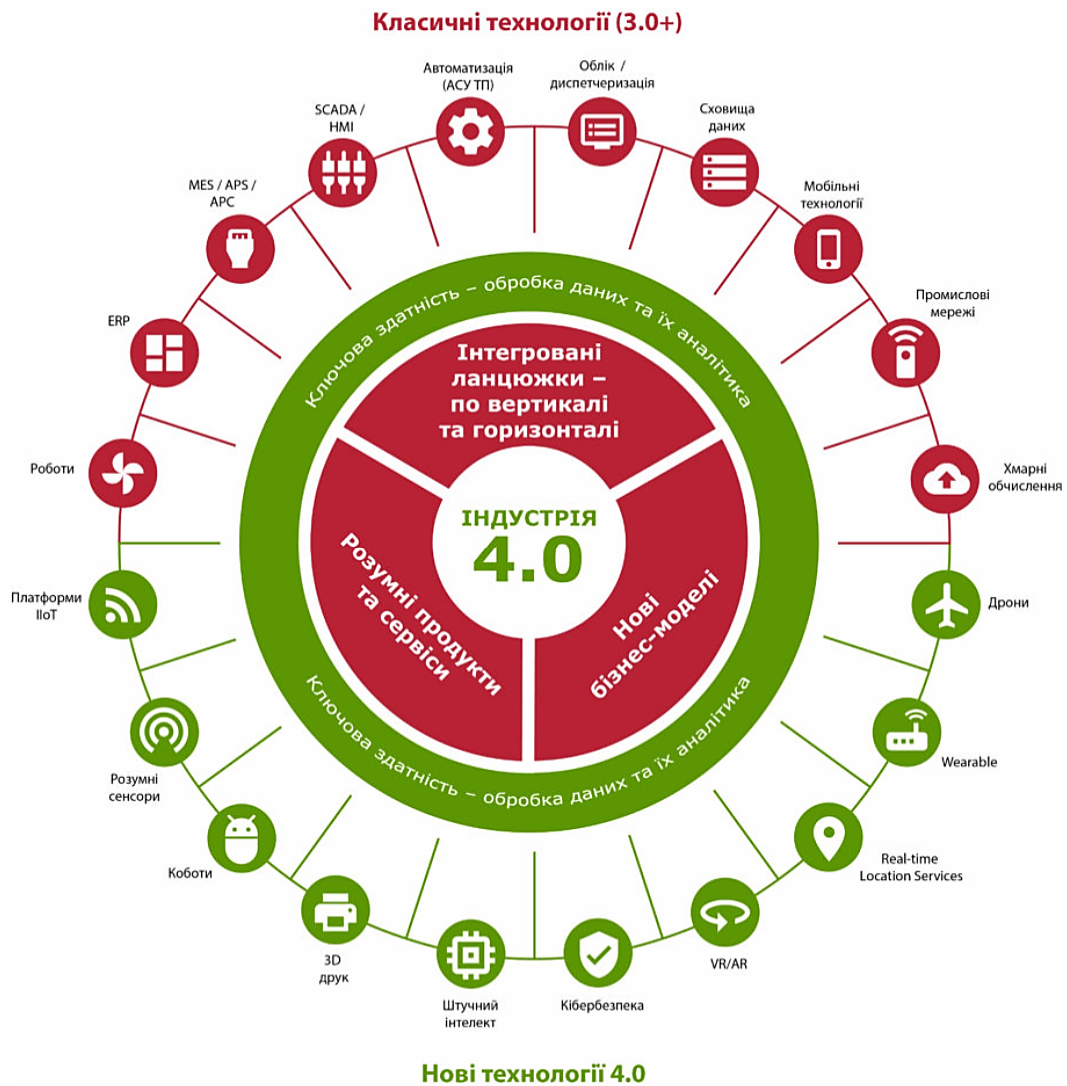 Класичні технології (3.0+)
Автоматизація
(АСУ ТП)
Облік /
диспетчеризація
SCADA /
HMI
Сховища
даних
MES / APS /
APC
Мобільні
технології
ERP
Промислові
мережі
Роботи
Хмарні
обчислення
Ключова здатність – обробка даних та їх аналітика
Інтегровані
ланцюжки –
по вертикалі
та горизонталі
ІНДУСТРІЯ
4.0
Розумні продукти
та сервіси
Нові
бізнес-моделі
Ключова здатність – обробка даних та їх аналітика
Платформи
IIoT
Дрони
Розумні
сенсори
Wearable
Коботи
Real-time
Location Services
3D
друк
VR/AR
Штучний
інтелект
Кібербезпека
Нові технології 4.0